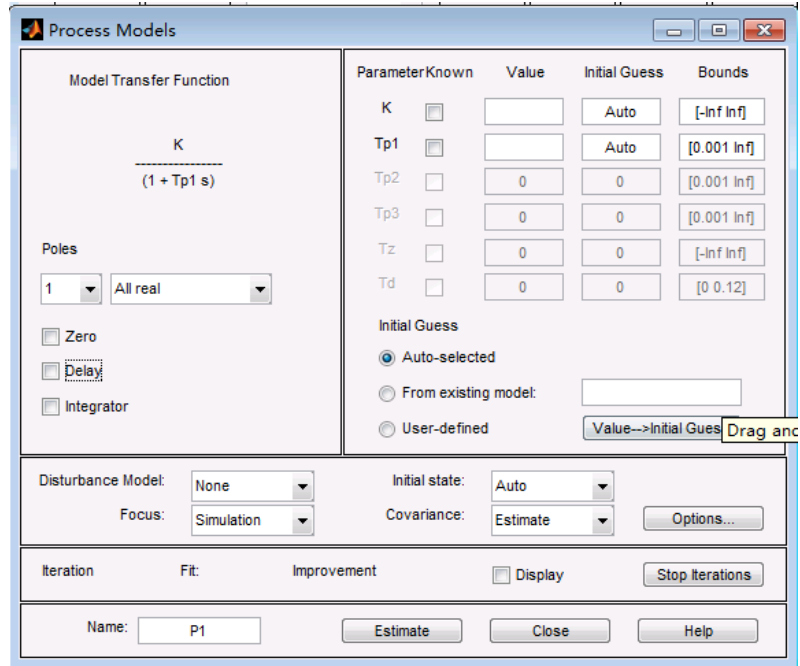 Process Models
Model Transfer Function
K
----------------
(1 + Tp1 s)
Poles
1 All real
Zero
Delay
Integrator
Parameter Known Value Initial Guess Bounds
K Auto [-Inf Inf]
Tp1 Auto [0.001 Inf]
Tp2 0 0 [0.001 Inf]
Tp3 0 0 [0.001 Inf]
Tz 0 0 [-Inf Inf]
Td 0 0 [0 0.12]
Initial Guess
Auto-selected
From existing model:
User-defined Value-->Initial Gues Drag and
Disturbance Model: None Initial state: Auto
Focus: Simulation Covariance: Estimate Options...
Iteration Fit: Improvement Display Stop Iterations
Name: P1 Estimate Close Help